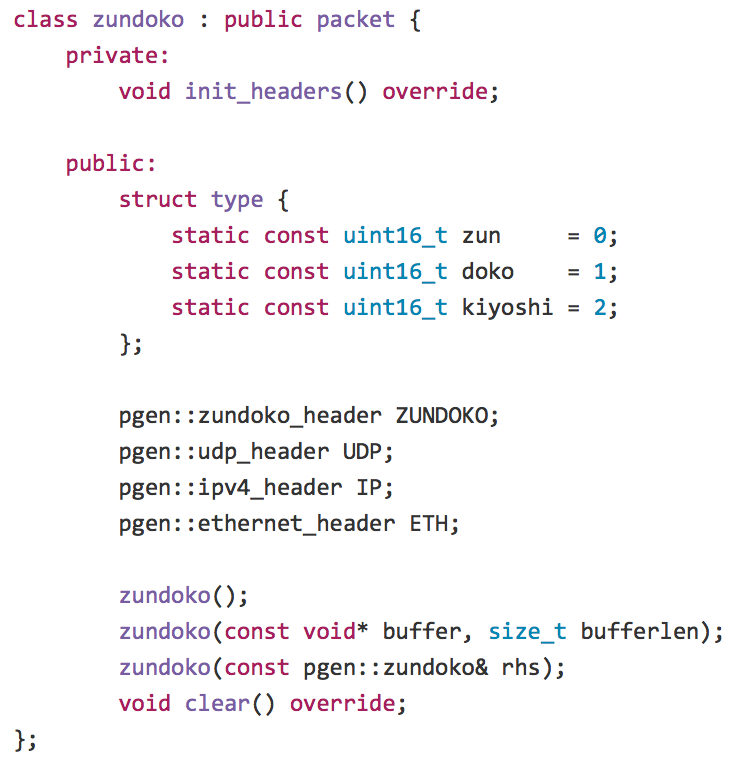 class zundoko : public packet {
    private:
        void init_headers() override;

    public:
        struct type {
            static const uint16_t zun     = 0;
            static const uint16_t doko    = 1;
            static const uint16_t kiyoshi = 2;
        };

        pgen::zundoko_header ZUNDOKO;
        pgen::udp_header UDP;
        pgen::ipv4_header IP;
        pgen::ethernet_header ETH;

        zundoko();
        zundoko(const void* buffer, size_t bufferlen);
        zundoko(const pgen::zundoko& rhs);
        void clear() override;
};